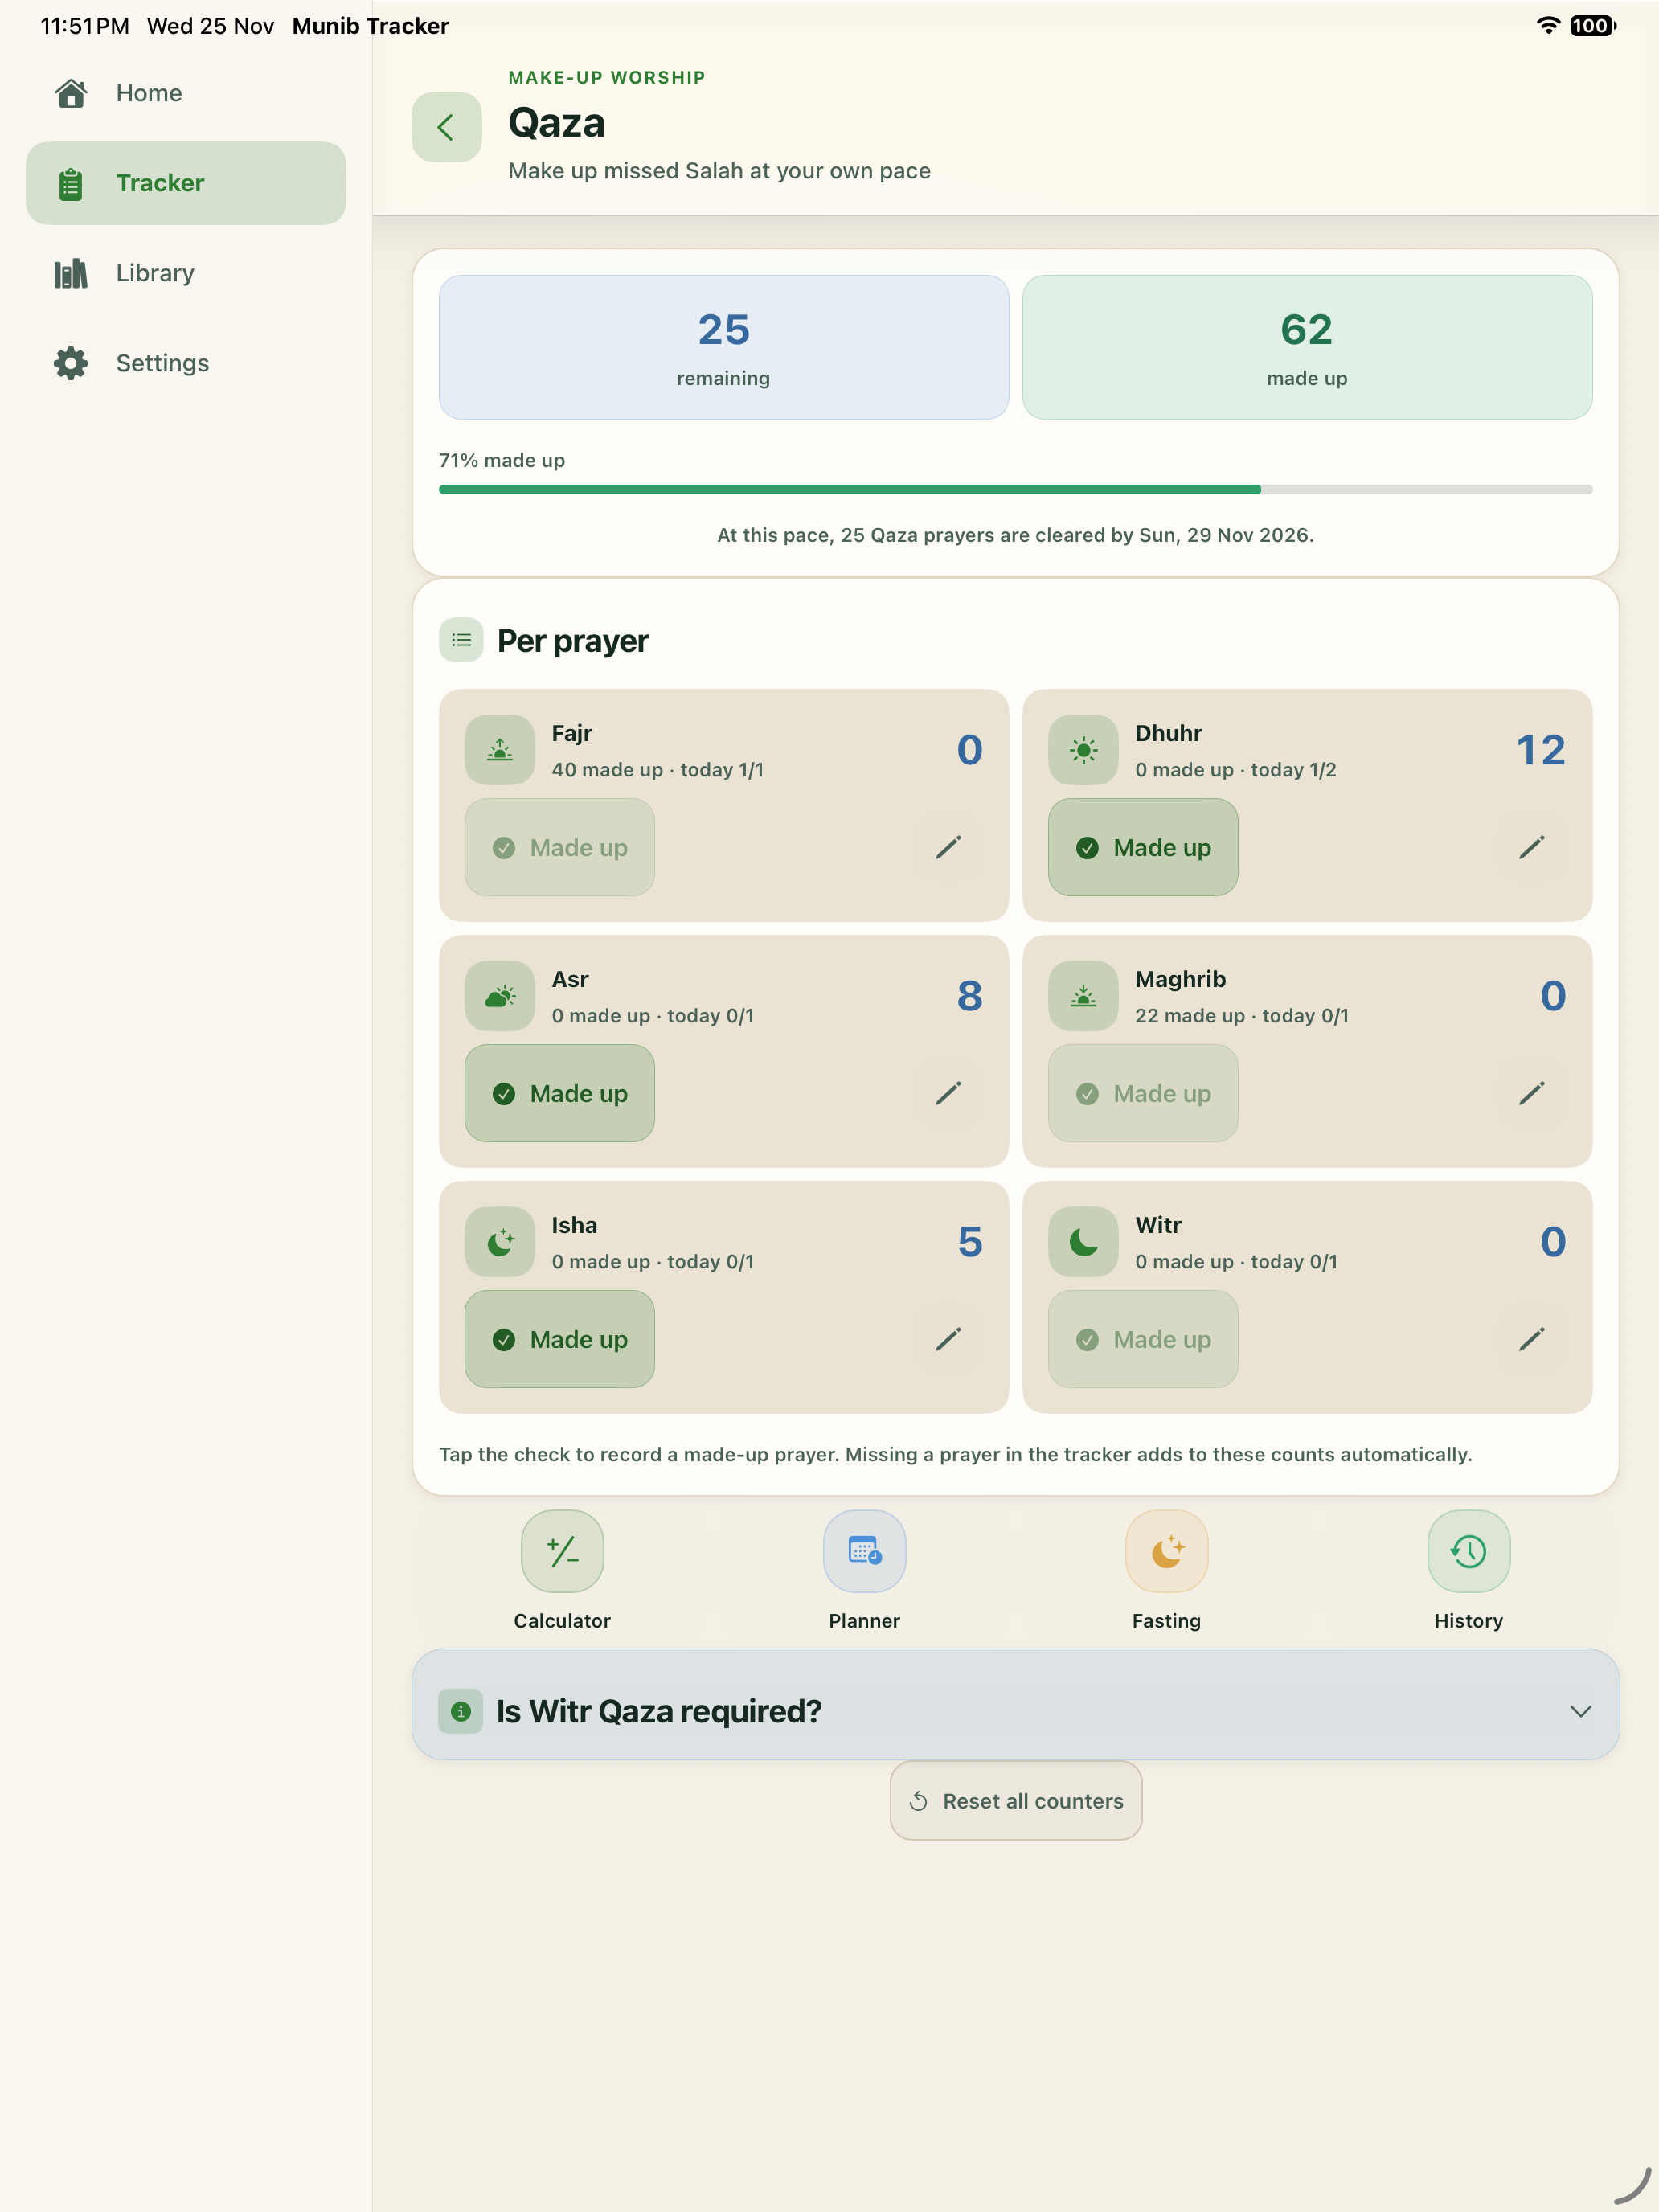 11:51 PM Wed 25 Nov Munib Tracker
100
Home
Tracker
Library
Settings
MAKE-UP WORSHIP
Qaza
Make up missed Salah at your own pace
25
remaining
62
made up
71% made up
At this pace, 25 Qaza prayers are cleared by Sun, 29 Nov 2026.
Per prayer
Fajr
40 made up · today 1/1
0
Made up
Dhuhr
0 made up · today 1/2
12
Made up
Asr
0 made up · today 0/1
8
Made up
Maghrib
22 made up · today 0/1
0
Made up
Isha
0 made up · today 0/1
5
Made up
Witr
0 made up · today 0/1
0
Made up
Tap the check to record a made-up prayer. Missing a prayer in the tracker adds to these counts automatically.
Calculator
Planner
Fasting
History
Is Witr Qaza required?
Reset all counters